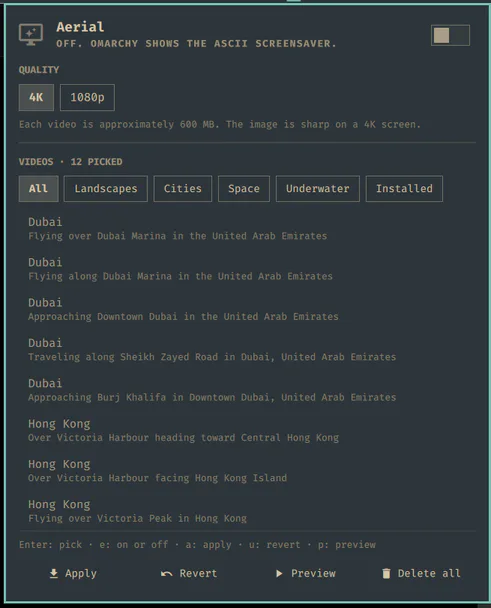 Aerial
OFF. OMARCHY SHOWS THE ASCII SCREENSAVER.
QUALITY
4K 1080p
Each video is approximately 600 MB. The image is sharp on a 4K screen.
VIDEOS · 12 PICKED
All Landscapes Cities Space Underwater Installed
Dubai
Flying over Dubai Marina in the United Arab Emirates
Dubai
Flying along Dubai Marina in the United Arab Emirates
Dubai
Approaching Downtown Dubai in the United Arab Emirates
Dubai
Traveling along Sheikh Zayed Road in Dubai, United Arab Emirates
Dubai
Approaching Burj Khalifa in Downtown Dubai, United Arab Emirates
Hong Kong
Over Victoria Harbour heading toward Central Hong Kong
Hong Kong
Over Victoria Harbour facing Hong Kong Island
Hong Kong
Flying over Victoria Peak in Hong Kong
Enter: pick · e: on or off · a: apply · u: revert · p: preview
Apply Revert Preview Delete all